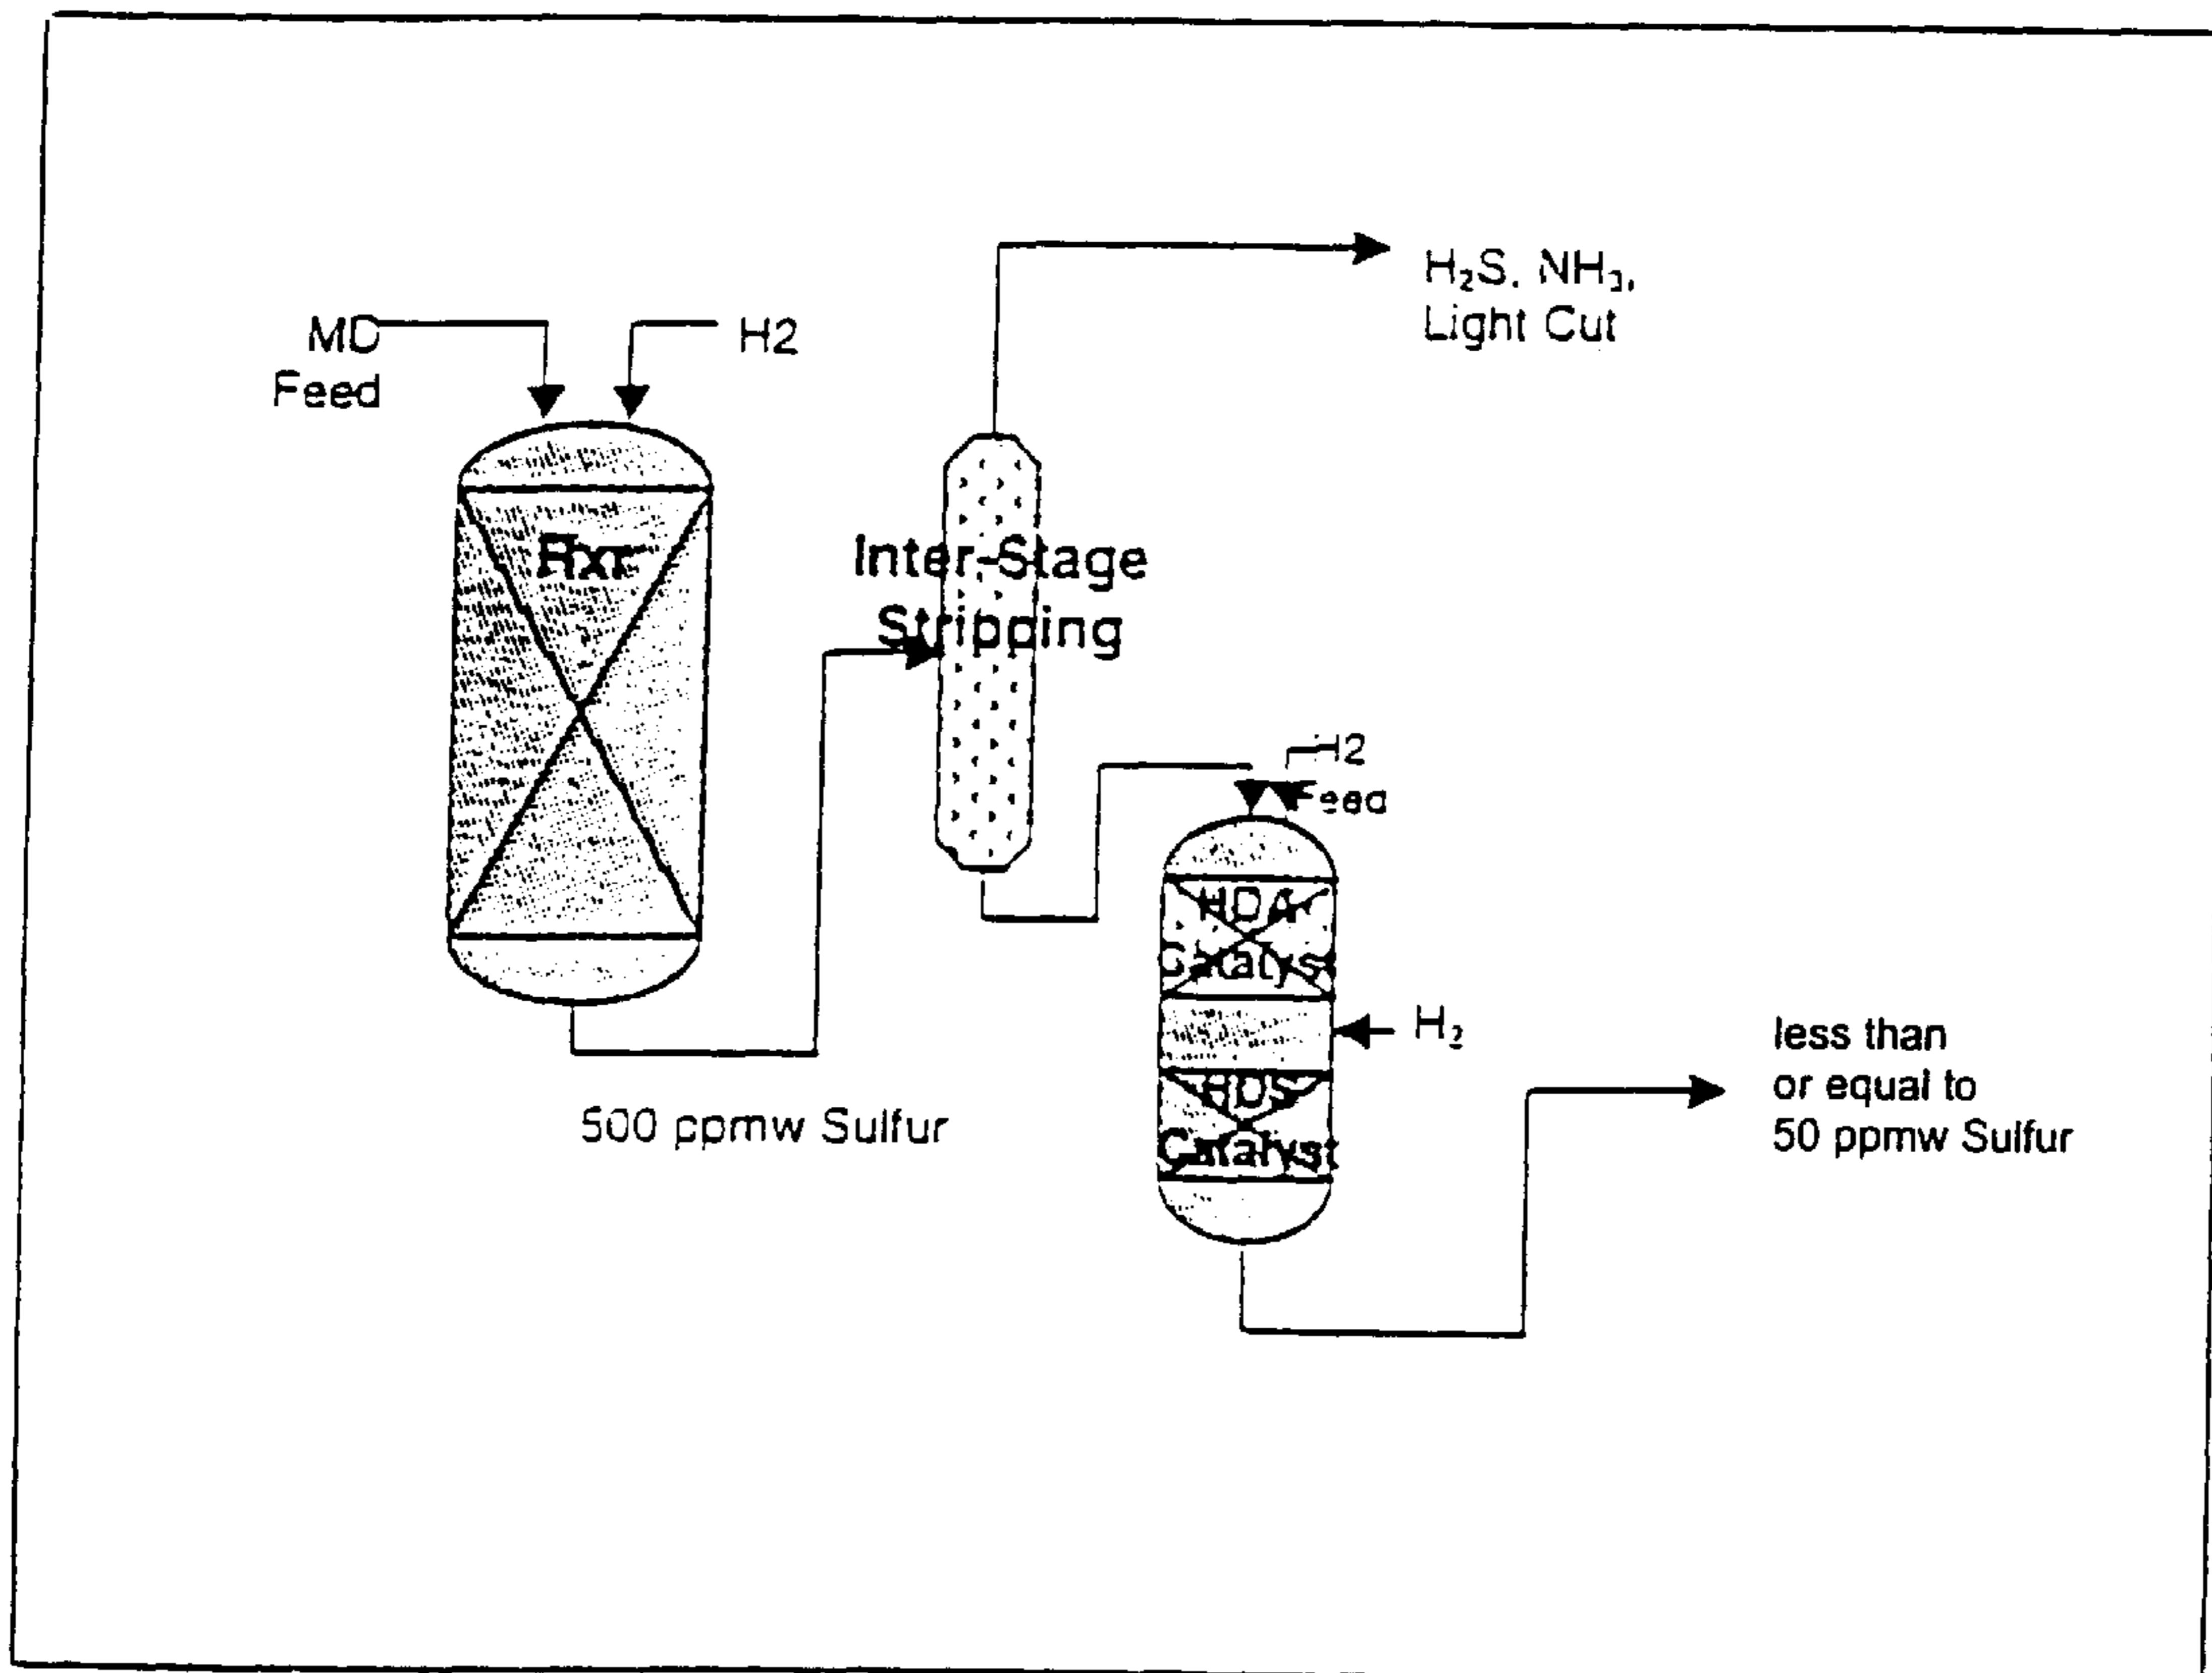 H₂S, NH₃,
Light Cut
MD
Feed
H2
Rxr
Inter-Stage
Stripping
H2
Feed
HDA
Catalyst
H₂
HDS
Catalyst
500 ppmw Sulfur
less than
or equal to
50 ppmw Sulfur